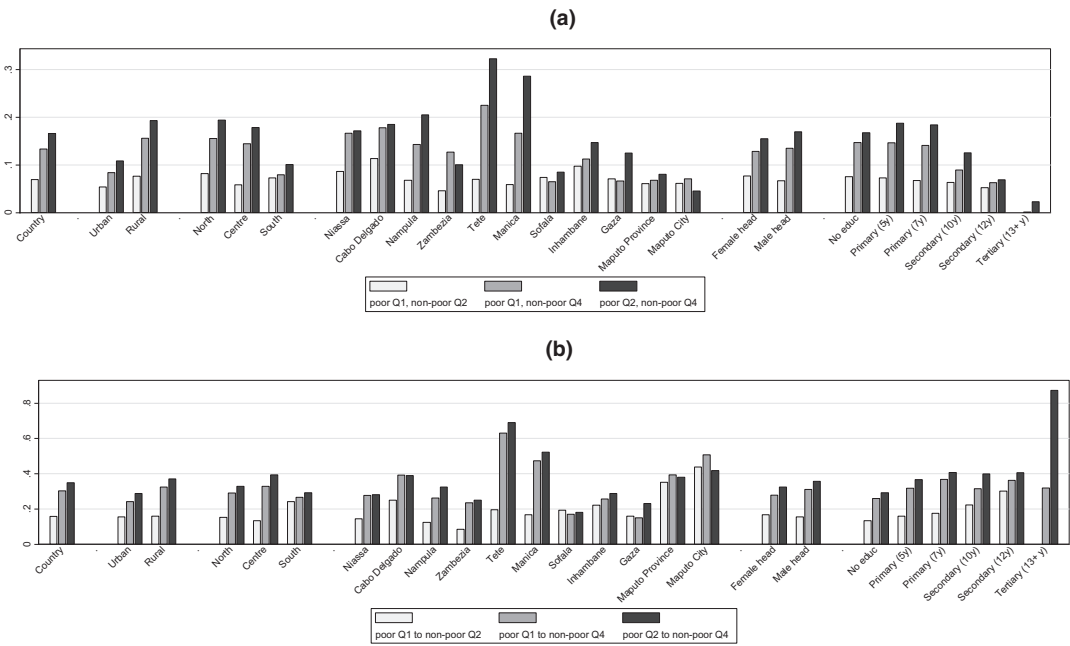 (a)
.3
.2
.1
0
Country
.
Urban
Rural
.
North
Centre
South
.
Niassa
Cabo Delgado
Nampula
Zambezia
Tete
Manica
Sofala
Inhambane
Gaza
Maputo Province
Maputo City
.
Female head
Male head
.
No educ
Primary (5y)
Primary (7y)
Secondary (10y)
Secondary (12y)
Tertiary (13+ y)
poor Q1, non-poor Q2 poor Q1, non-poor Q4 poor Q2, non-poor Q4
(b)
.8
.6
.4
.2
0
Country
.
Urban
Rural
.
North
Centre
South
.
Niassa
Cabo Delgado
Nampula
Zambezia
Tete
Manica
Sofala
Inhambane
Gaza
Maputo Province
Maputo City
.
Female head
Male head
.
No educ
Primary (5y)
Primary (7y)
Secondary (10y)
Secondary (12y)
Tertiary (13+ y)
poor Q1 to non-poor Q2 poor Q1 to non-poor Q4 poor Q2 to non-poor Q4